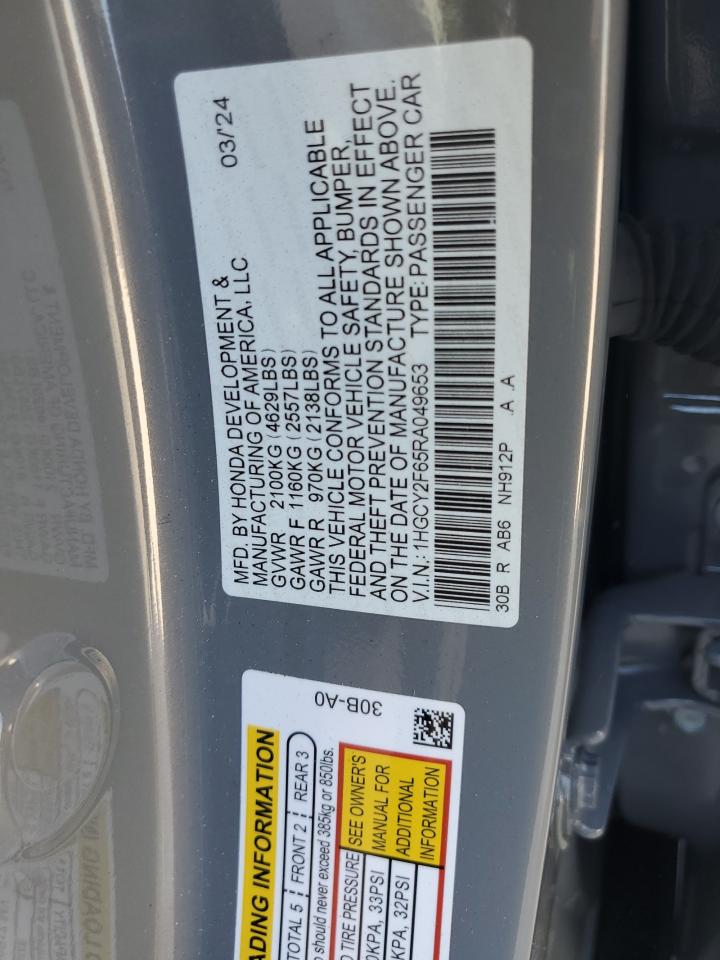 MFD. BY HONDA DEVELOPMENT & 03/'24
MANUFACTURING OF AMERICA, LLC
GVWR 2100KG (4629LBS)
GAWR F 1160KG (2557LBS)
GAWR R 970KG (2138LBS)
THIS VEHICLE CONFORMS TO ALL APPLICABLE
FEDERAL MOTOR VEHICLE SAFETY, BUMPER,
AND THEFT PREVENTION STANDARDS IN EFFECT
ON THE DATE OF MANUFACTURE SHOWN ABOVE.
V.I.N.: 1HGCY2F65RA049653 TYPE: PASSENGER CAR
30B R AB6 NH912P A A
30B-A0
ADING INFORMATION
TOTAL 5 FRONT 2 REAR 3
should never exceed 385kg or 850lbs.
TIRE PRESSURE SEE OWNER'S
0KPA, 33PSI MANUAL FOR
KPA, 32PSI ADDITIONAL
INFORMATION